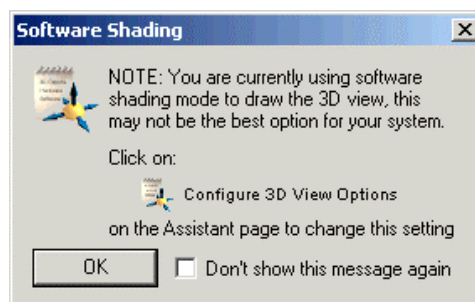 Software Shading
NOTE: You are currently using software
shading mode to draw the 3D view, this
may not be the best option for your system.
Click on:
Configure 3D View Options
on the Assistant page to change this setting
OK
Don't show this message again